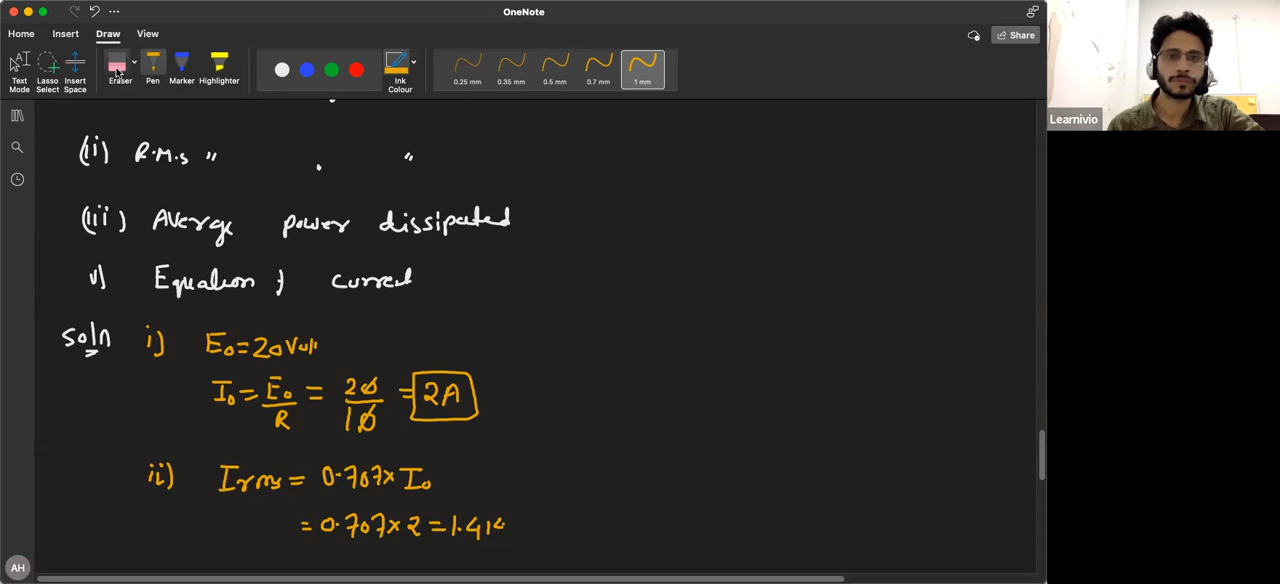 OneNote
Home Insert Draw View
Share
Text Mode Lasso Select Insert Space Eraser Pen Marker Highlighter Ink Colour 0.25 mm 0.35 mm 0.5 mm 0.7 mm 1 mm
Learnivio
(ii) R.M.s " "
(iii) Average power dissipated
v) Equation of current
Soln i) E₀ = 20 Volt
I₀ = E₀/R = 20/10 = 2A
ii) Irms = 0.707 × I₀
= 0.707 × 2 = 1.414
AH